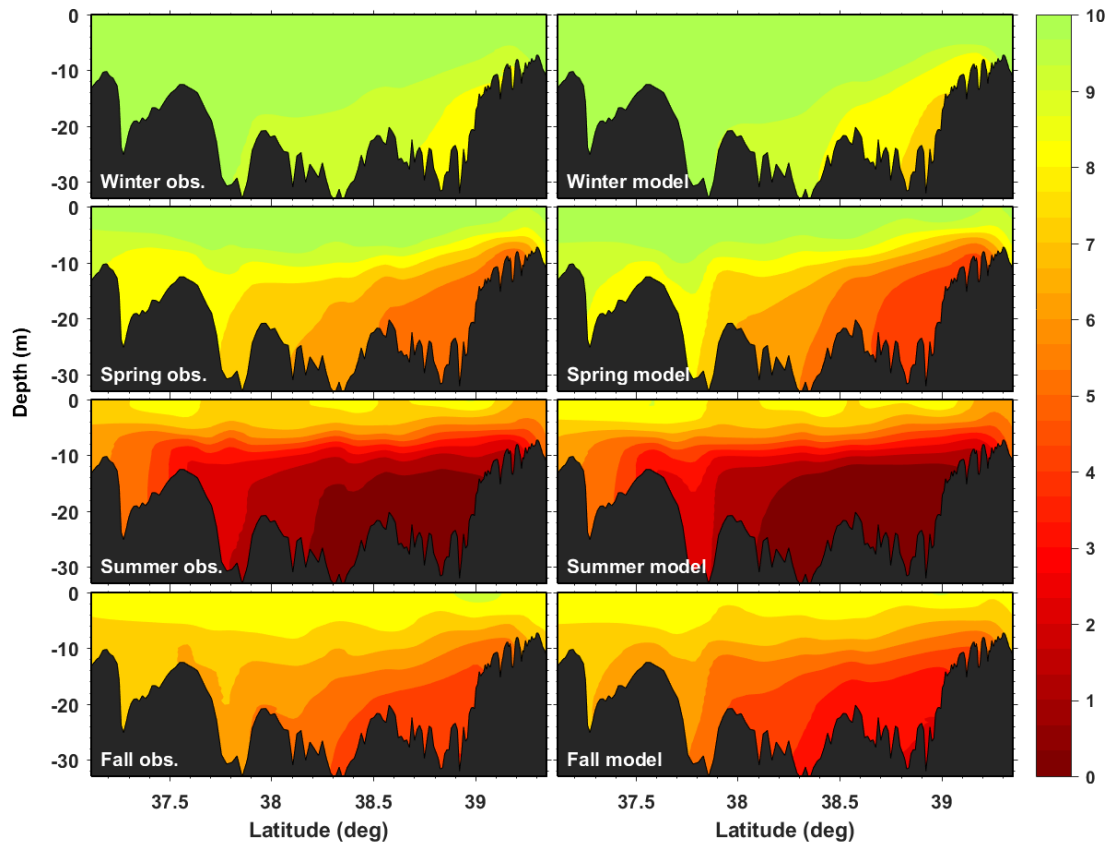 0
-10
-20
-30
Winter obs.
Winter model
0
-10
-20
-30
Spring obs.
Spring model
Depth (m)
0
-10
-20
-30
Summer obs.
Summer model
0
-10
-20
-30
Fall obs.
Fall model
37.5 38 38.5 39
37.5 38 38.5 39
Latitude (deg)
Latitude (deg)
10
9
8
7
6
5
4
3
2
1
0